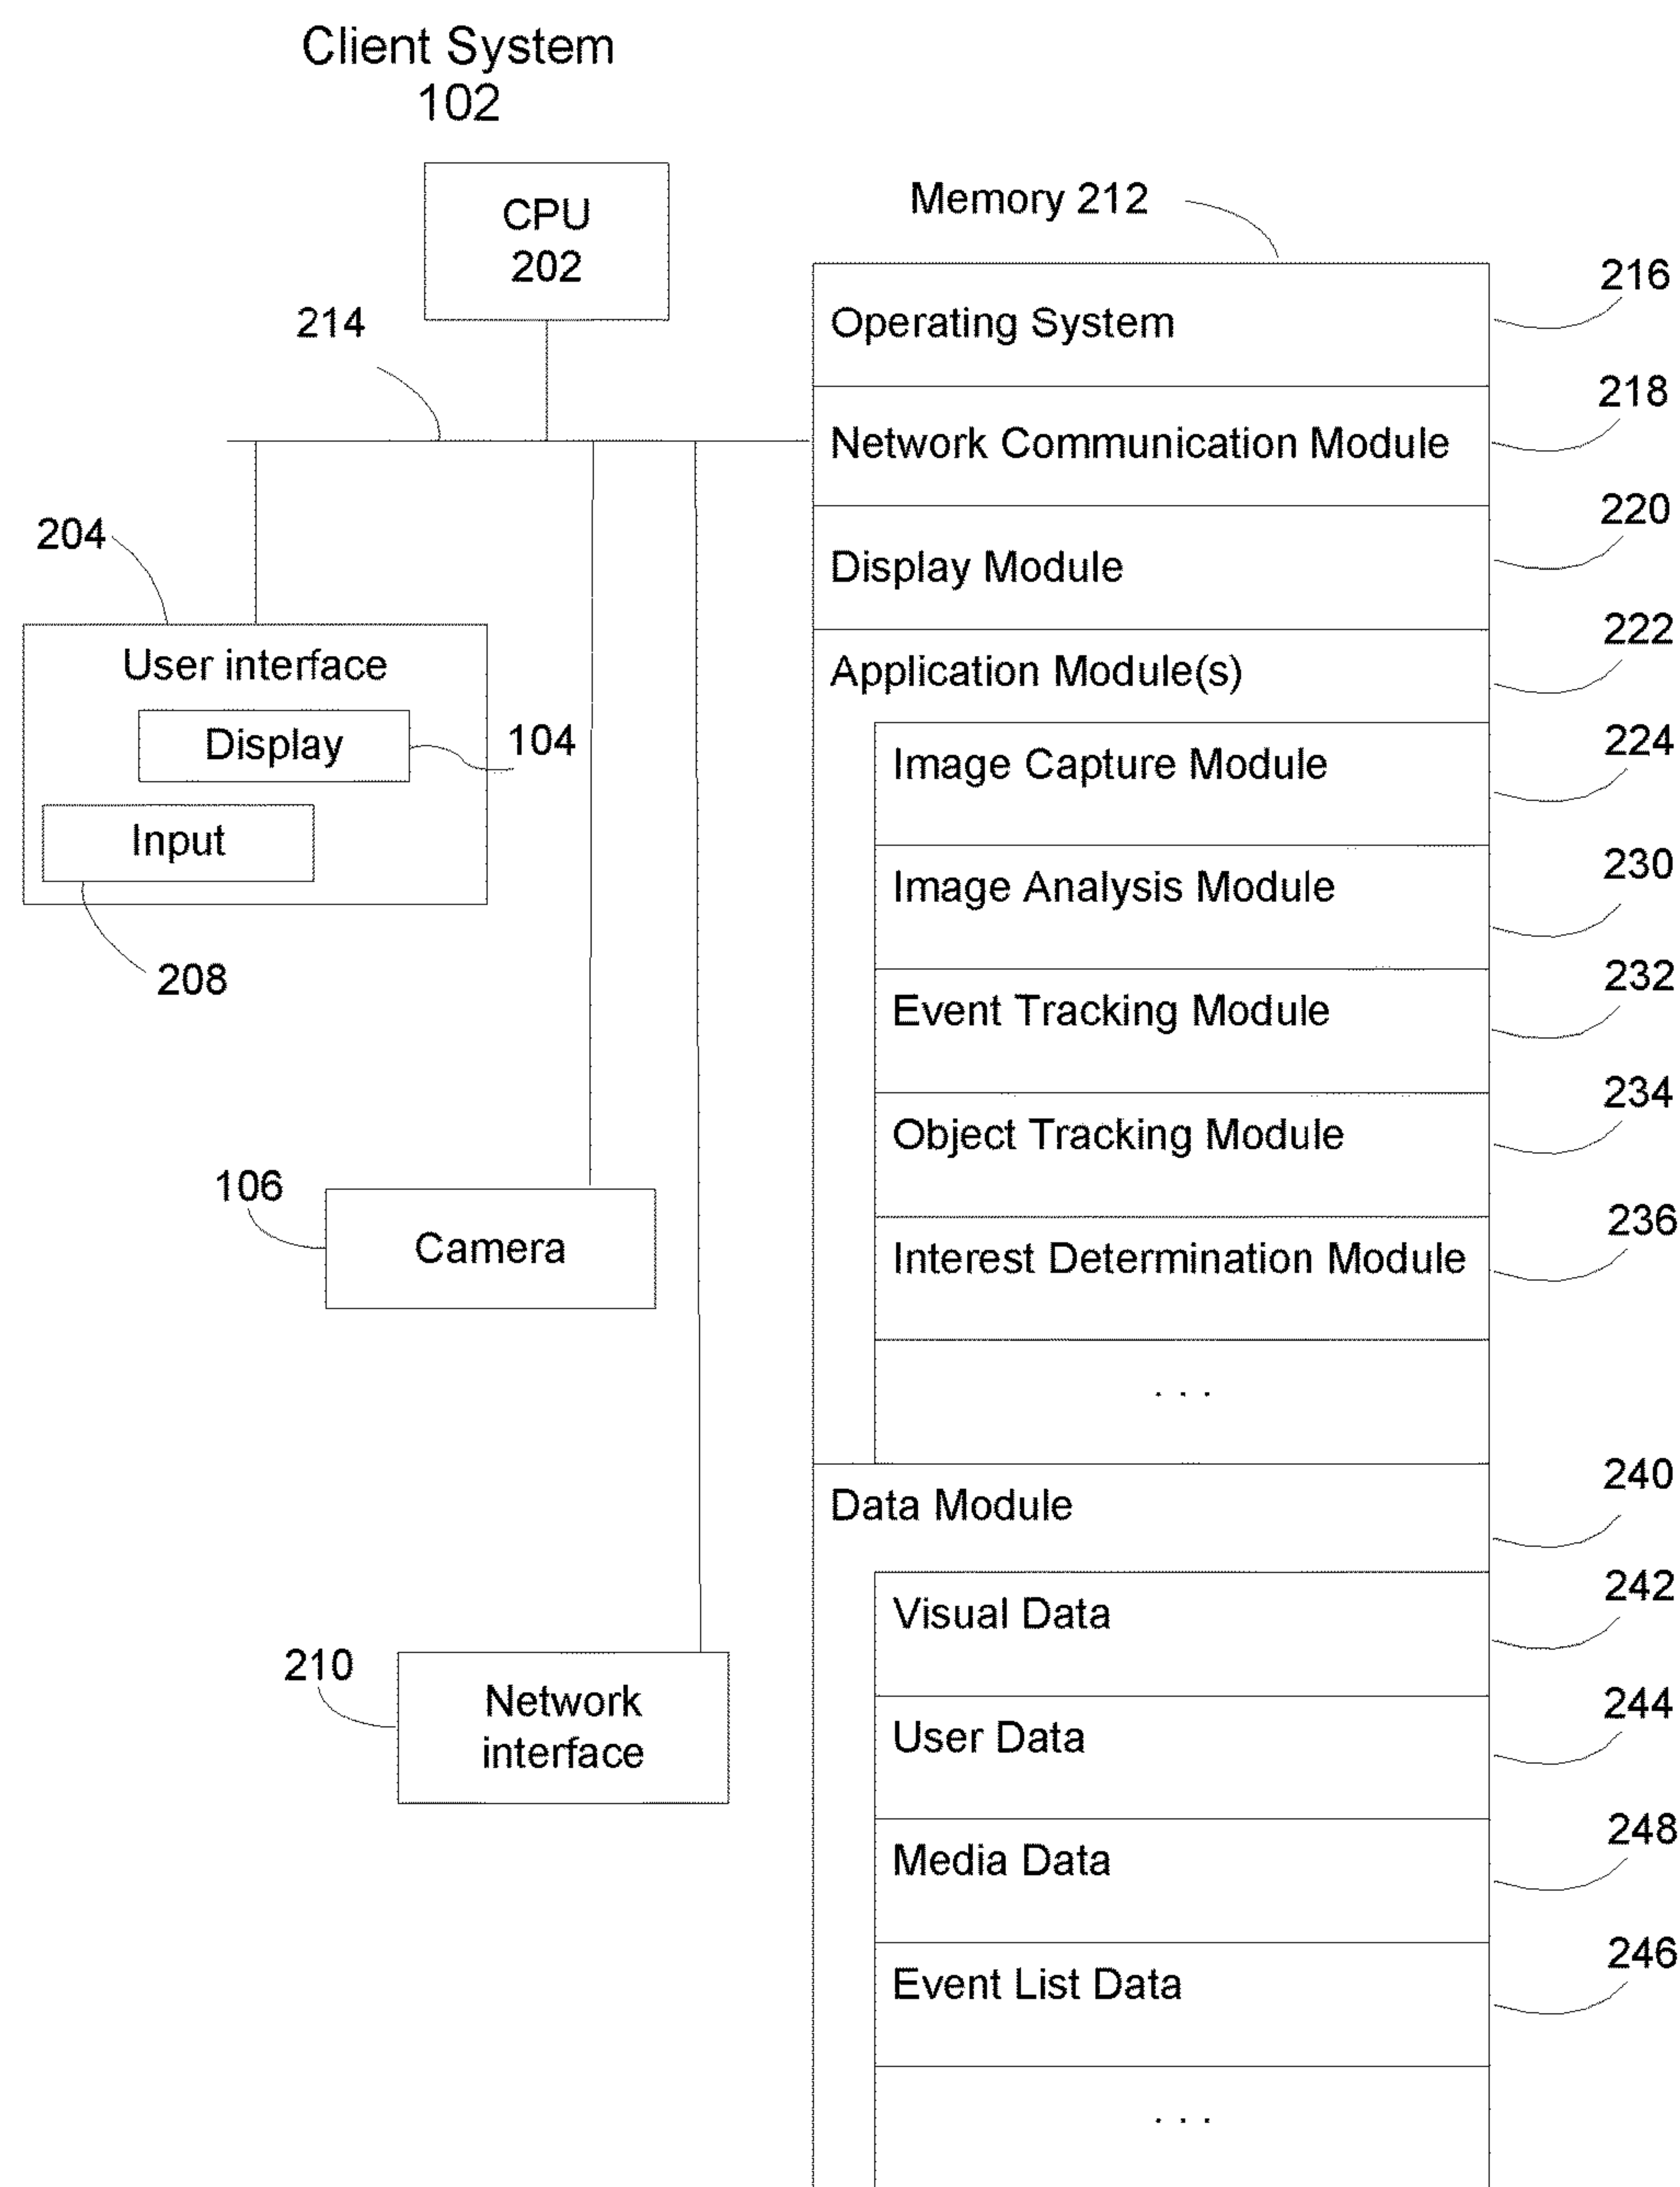 Client System
102
CPU
202
Memory 212
214
216
Operating System
218
Network Communication Module
220
Display Module
204
User interface
Display
104
Input
208
222
Application Module(s)
224
Image Capture Module
230
Image Analysis Module
232
Event Tracking Module
234
Object Tracking Module
236
Interest Determination Module
. . .
106
Camera
210
Network
interface
240
Data Module
242
Visual Data
244
User Data
248
Media Data
246
Event List Data
. . .